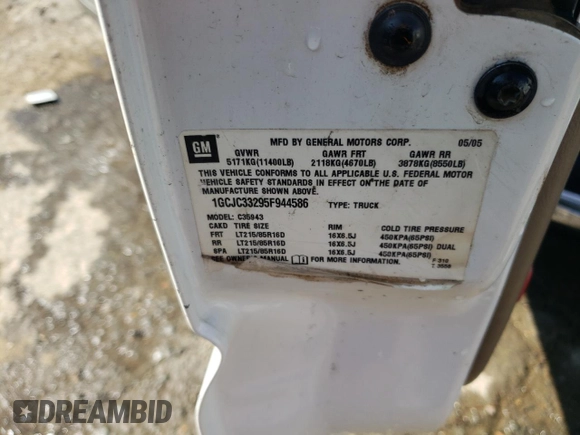 GM
MFD BY GENERAL MOTORS CORP. 05/05
GVWR GAWR FRT GAWR RR
5171KG(11400LB) 2118KG(4670LB) 3878KG(8550LB)
THIS VEHICLE CONFORMS TO ALL APPLICABLE U.S. FEDERAL MOTOR
VEHICLE SAFETY STANDARDS IN EFFECT ON THE DATE OF
MANUFACTURE SHOWN ABOVE.
1GCJC33295F944586 TYPE: TRUCK
MODEL: C35943
CAKD TIRE SIZE RIM COLD TIRE PRESSURE
FRT LT215/85R16D 16X6.5J 450KPA(65PSI)
RR LT215/85R16D 16X6.5J 450KPA(65PSI) DUAL
SPA LT215/85R16D 16X6.5J 450KPA(65PSI)
SEE OWNER'S MANUAL FOR MORE INFORMATION.
DREAMBID